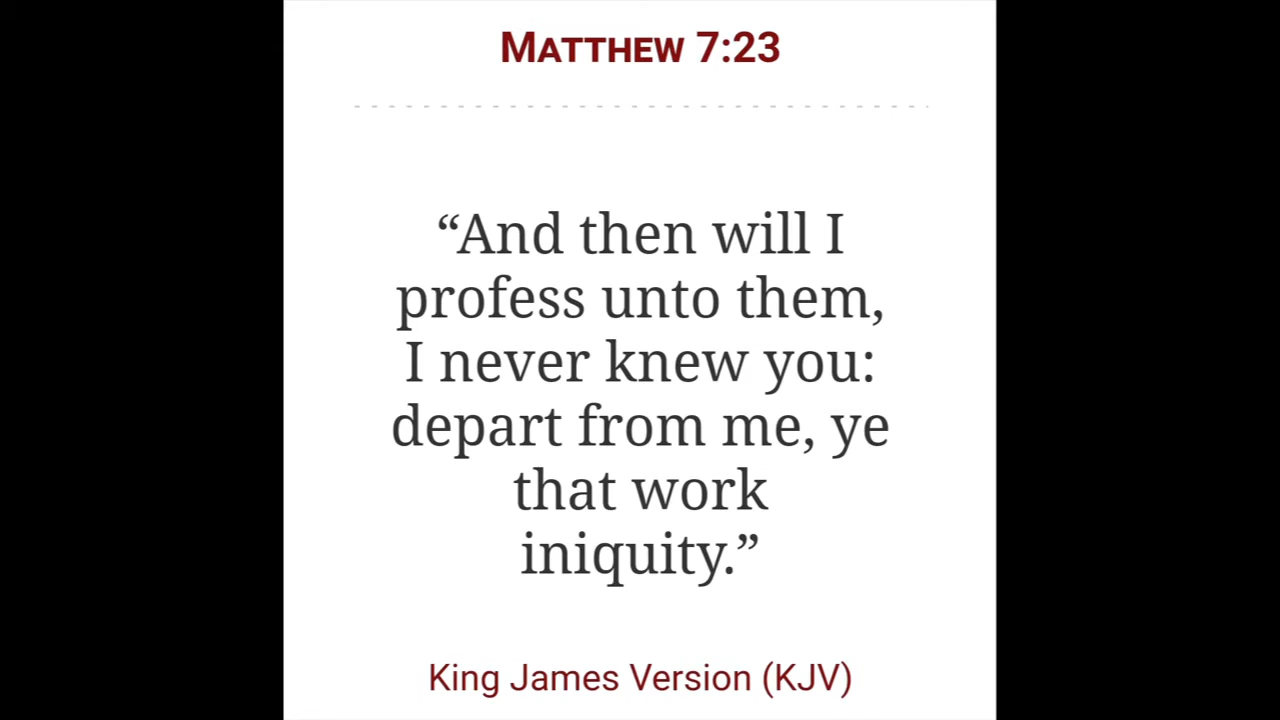 MATTHEW 7:23
“And then will I
profess unto them,
I never knew you:
depart from me, ye
that work
iniquity.”
King James Version (KJV)